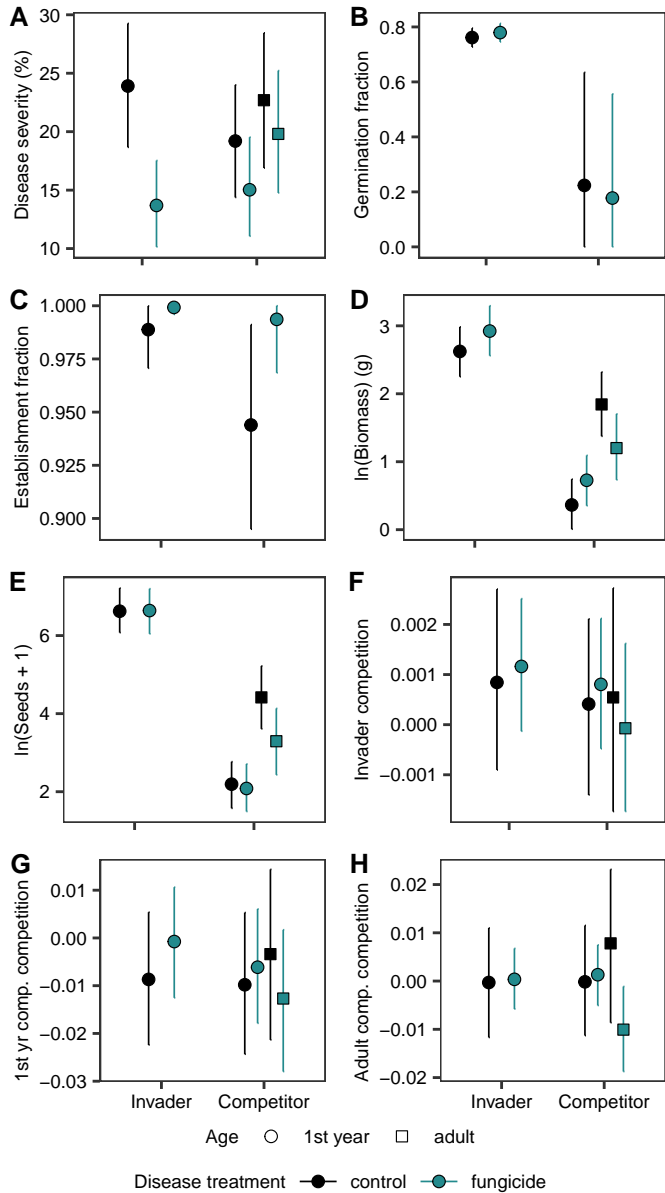 A
Disease severity (%)
30
25
20
15
10
B
Germination fraction
0.8
0.6
0.4
0.2
0.0
C
Establishment fraction
1.000
0.975
0.950
0.925
0.900
D
ln(Biomass) (g)
3
2
1
0
E
ln(Seeds + 1)
6
4
2
F
Invader competition
0.002
0.001
0.000
−0.001
G
1st yr comp. competition
0.01
0.00
−0.01
−0.02
−0.03
Invader
Competitor
H
Adult comp. competition
0.02
0.01
0.00
−0.01
−0.02
Invader
Competitor
Age 1st year adult
Disease treatment control fungicide